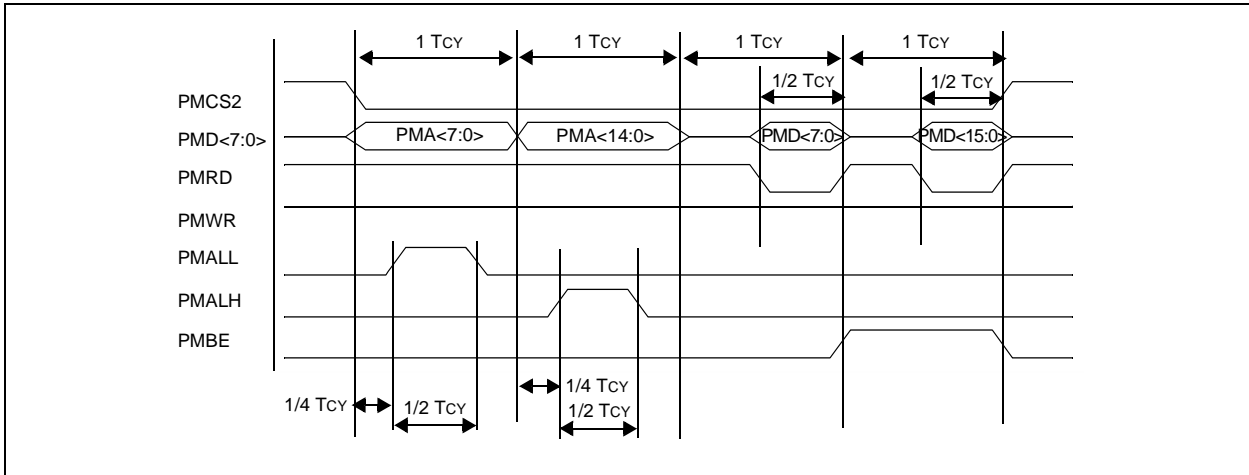 1 TCY 1 TCY 1 TCY 1 TCY
1/2 TCY 1/2 TCY
PMCS2
PMD<7:0> PMA<7:0> PMA<14:0> PMD<7:0> PMD<15:0>
PMRD
PMWR
PMALL
PMALH
PMBE
1/4 TCY 1/2 TCY 1/4 TCY
1/2 TCY